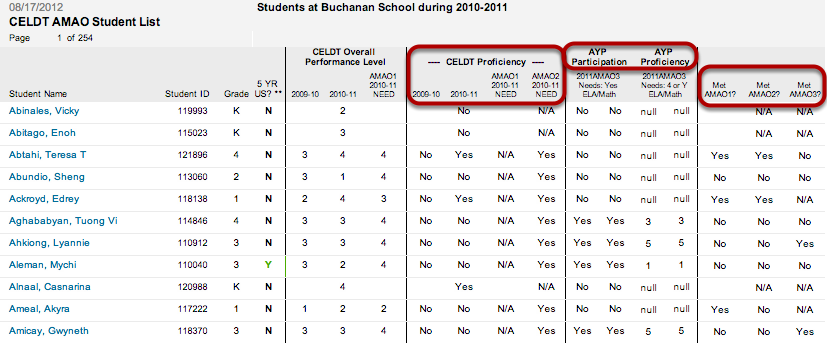 08/17/2012 Students at Buchanan School during 2010-2011
CELDT AMAO Student List
Page 1 of 254
CELDT Overall AYP AYP
Performance Level CELDT Proficiency Participation Proficiency
AMAO1 AMAO1 AMAO2 2011AMAO3 2011AMAO3
5 YR 2010-11 2010-11 2010-11 Needs: Yes Needs: 4 or Y Met Met Met
Student Name Student ID Grade US? ** 2009-10 2010-11 NEED 2009-10 2010-11 NEED NEED ELA/Math ELA/Math AMAO1? AMAO2? AMAO3?
Abinales, Vicky 119993 K N 2 No N/A No No null null N/A N/A
Abitago, Enoh 115023 K N 3 No N/A No No null null N/A N/A
Abtahi, Teresa T 121896 4 N 3 4 4 No Yes N/A Yes No No null null Yes Yes No
Abundio, Sheng 113060 2 N 3 1 4 No No N/A Yes No No null null No No No
Ackroyd, Edrey 118138 1 N 2 4 3 No Yes N/A Yes No No null null Yes Yes No
Aghababyan, Tuong Vi 114846 4 N 3 3 4 No No N/A Yes Yes Yes 3 3 No No No
Ahkiong, Lyannie 110912 3 N 3 3 4 No No N/A Yes Yes Yes 5 5 No No Yes
Aleman, Mychi 110040 3 Y 3 2 4 No No N/A Yes Yes Yes 1 1 No No No
Alnaal, Casnarina 120988 K N 4 Yes N/A No No null null N/A N/A
Ameal, Akyra 117222 1 N 1 2 2 No No N/A Yes No No null null Yes No No
Amicay, Gwyneth 118370 3 N 3 3 4 No No N/A Yes Yes Yes 5 5 No No Yes